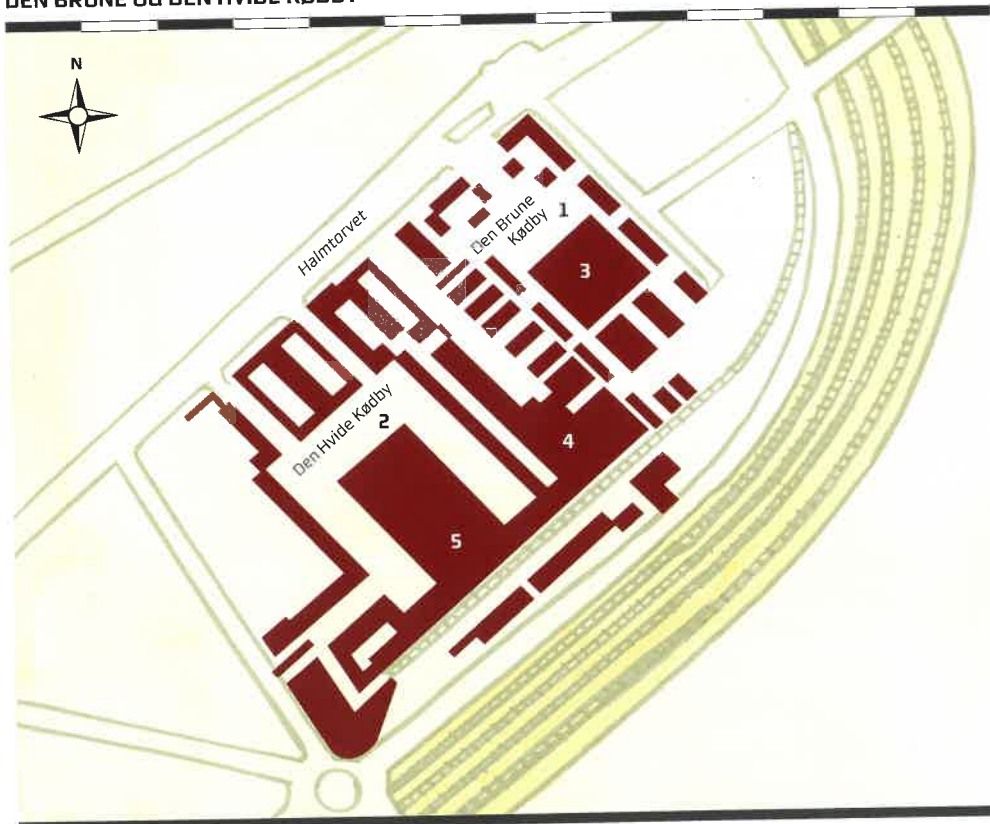 DEN BRUNE OG DEN HVIDE KØDBY
N
Halmtorvet
Den Brune
Kødby
1
3
Den Hvide Kødby
2
4
5